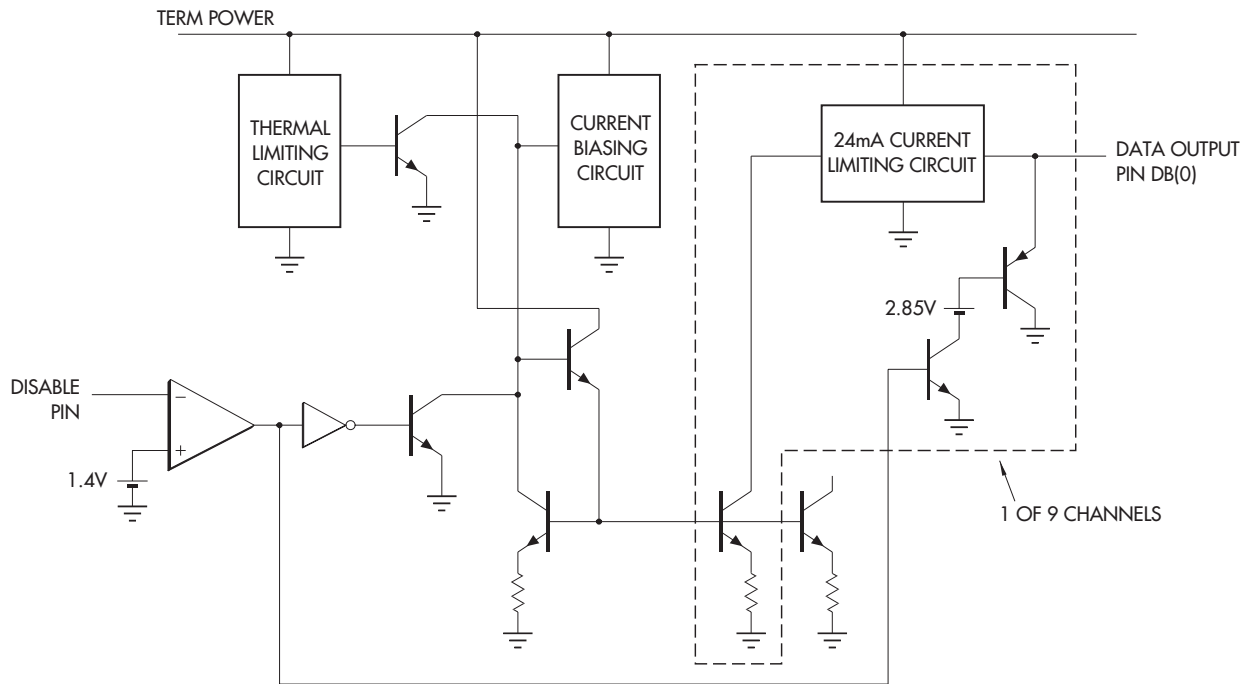 TERM POWER
THERMAL
LIMITING
CIRCUIT
CURRENT
BIASING
CIRCUIT
24mA CURRENT
LIMITING CIRCUIT
DATA OUTPUT
PIN DB(0)
2.85V
DISABLE
PIN
−
+
1.4V
1 OF 9 CHANNELS